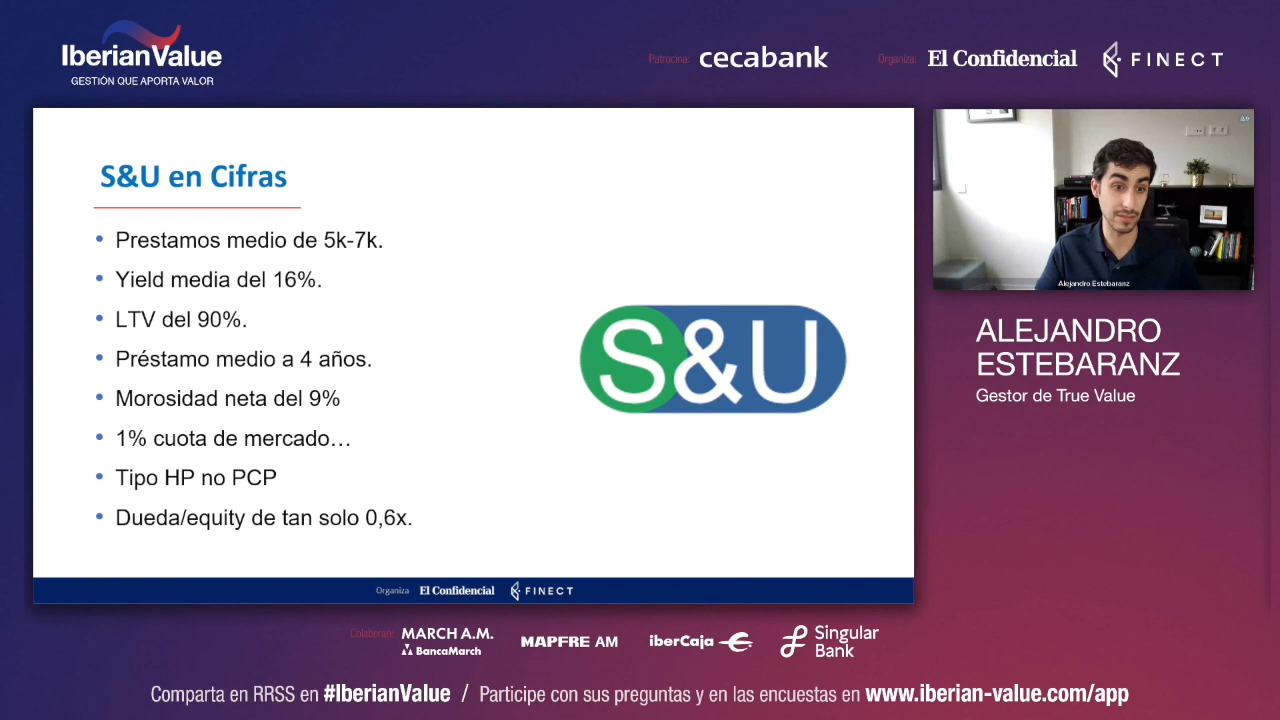 IberianValue
GESTIÓN QUE APORTA VALOR
Patrocina: cecabank
Organiza: El Confidencial FINECT
S&U en Cifras
• Prestamos medio de 5k-7k.
• Yield media del 16%.
• LTV del 90%.
• Préstamo medio a 4 años.
• Morosidad neta del 9%
• 1% cuota de mercado…
• Tipo HP no PCP
• Dueda/equity de tan solo 0,6x.
S&U
Organiza El Confidencial FINECT
Alejandro Estebaranz
ALEJANDRO
ESTEBARANZ
Gestor de True Value
Colaboran: MARCH A.M.
BancaMarch
MAPFRE AM
iberCaja
Singular
Bank
Comparta en RRSS en #IberianValue / Participe con sus preguntas y en las encuestas en www.iberian-value.com/app